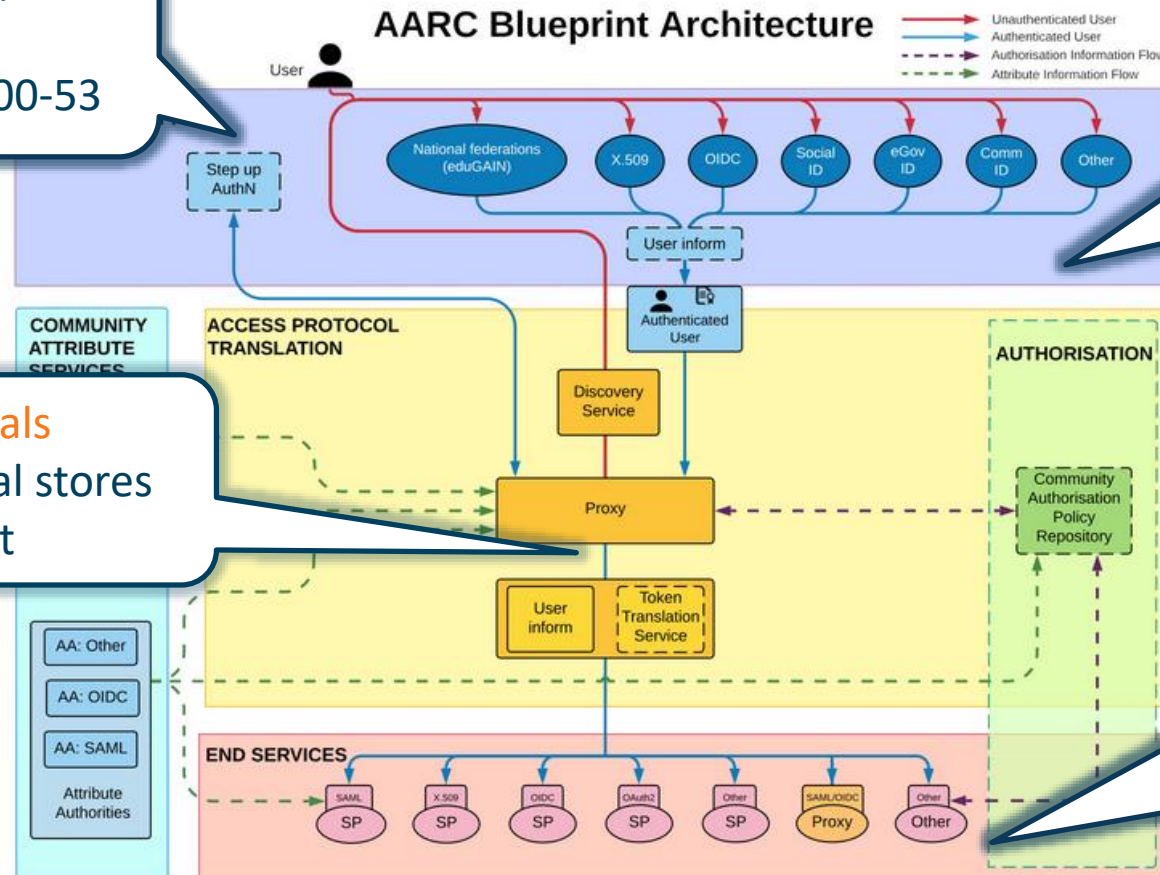 AARC Blueprint Architecture
Unauthenticated User
Authenticated User
Authorisation Information Flow
Attribute Information Flow
User
00-53
Step up
AuthN
National federations
(eduGAIN)
X.509
OIDC
Social
ID
eGov
ID
Comm
ID
Other
User inform
Authenticated
User
COMMUNITY
ATTRIBUTE
SERVICES
ACCESS PROTOCOL
TRANSLATION
AUTHORISATION
Discovery
Service
als
al stores
t
Proxy
Community
Authorisation
Policy
Repository
User
inform
Token
Translation
Service
AA: Other
AA: OIDC
AA: SAML
Attribute
Authorities
END SERVICES
SAML
SP
X.509
SP
OIDC
SP
OAuth2
SP
Other
SP
SAML/OIDC
Proxy
Other
Other